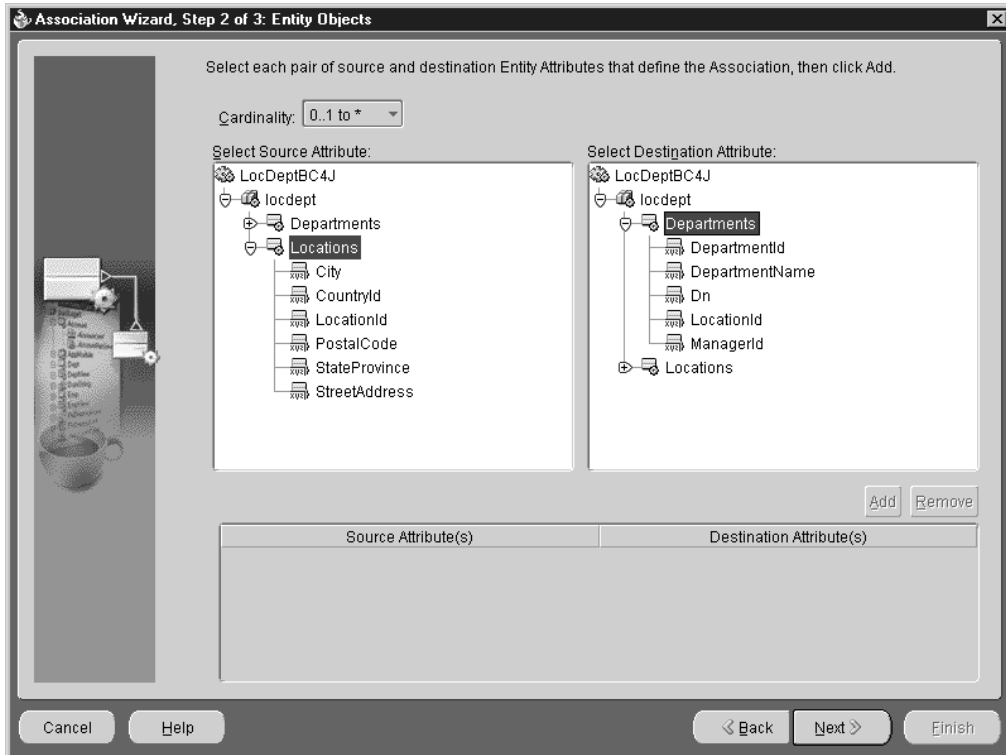 Association Wizard, Step 2 of 3: Entity Objects
Select each pair of source and destination Entity Attributes that define the Association, then click Add.
Cardinality: 0..1 to *
Select Source Attribute:
LocDeptBC4J
locdept
Departments
Locations
City
CountryId
LocationId
PostalCode
StateProvince
StreetAddress
Select Destination Attribute:
LocDeptBC4J
locdept
Departments
DepartmentId
DepartmentName
Dn
LocationId
ManagerId
Locations
Add Remove
Source Attribute(s) Destination Attribute(s)
Cancel Help Back Next Finish